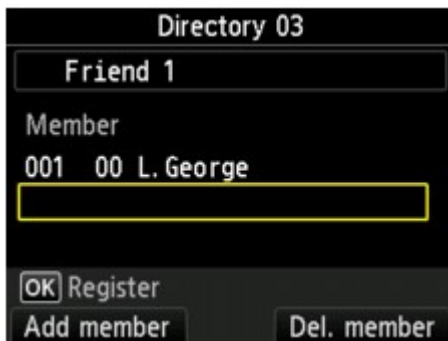 Directory 03
Friend 1
Member
001 00 L.George
OK Register
Add member Del. member